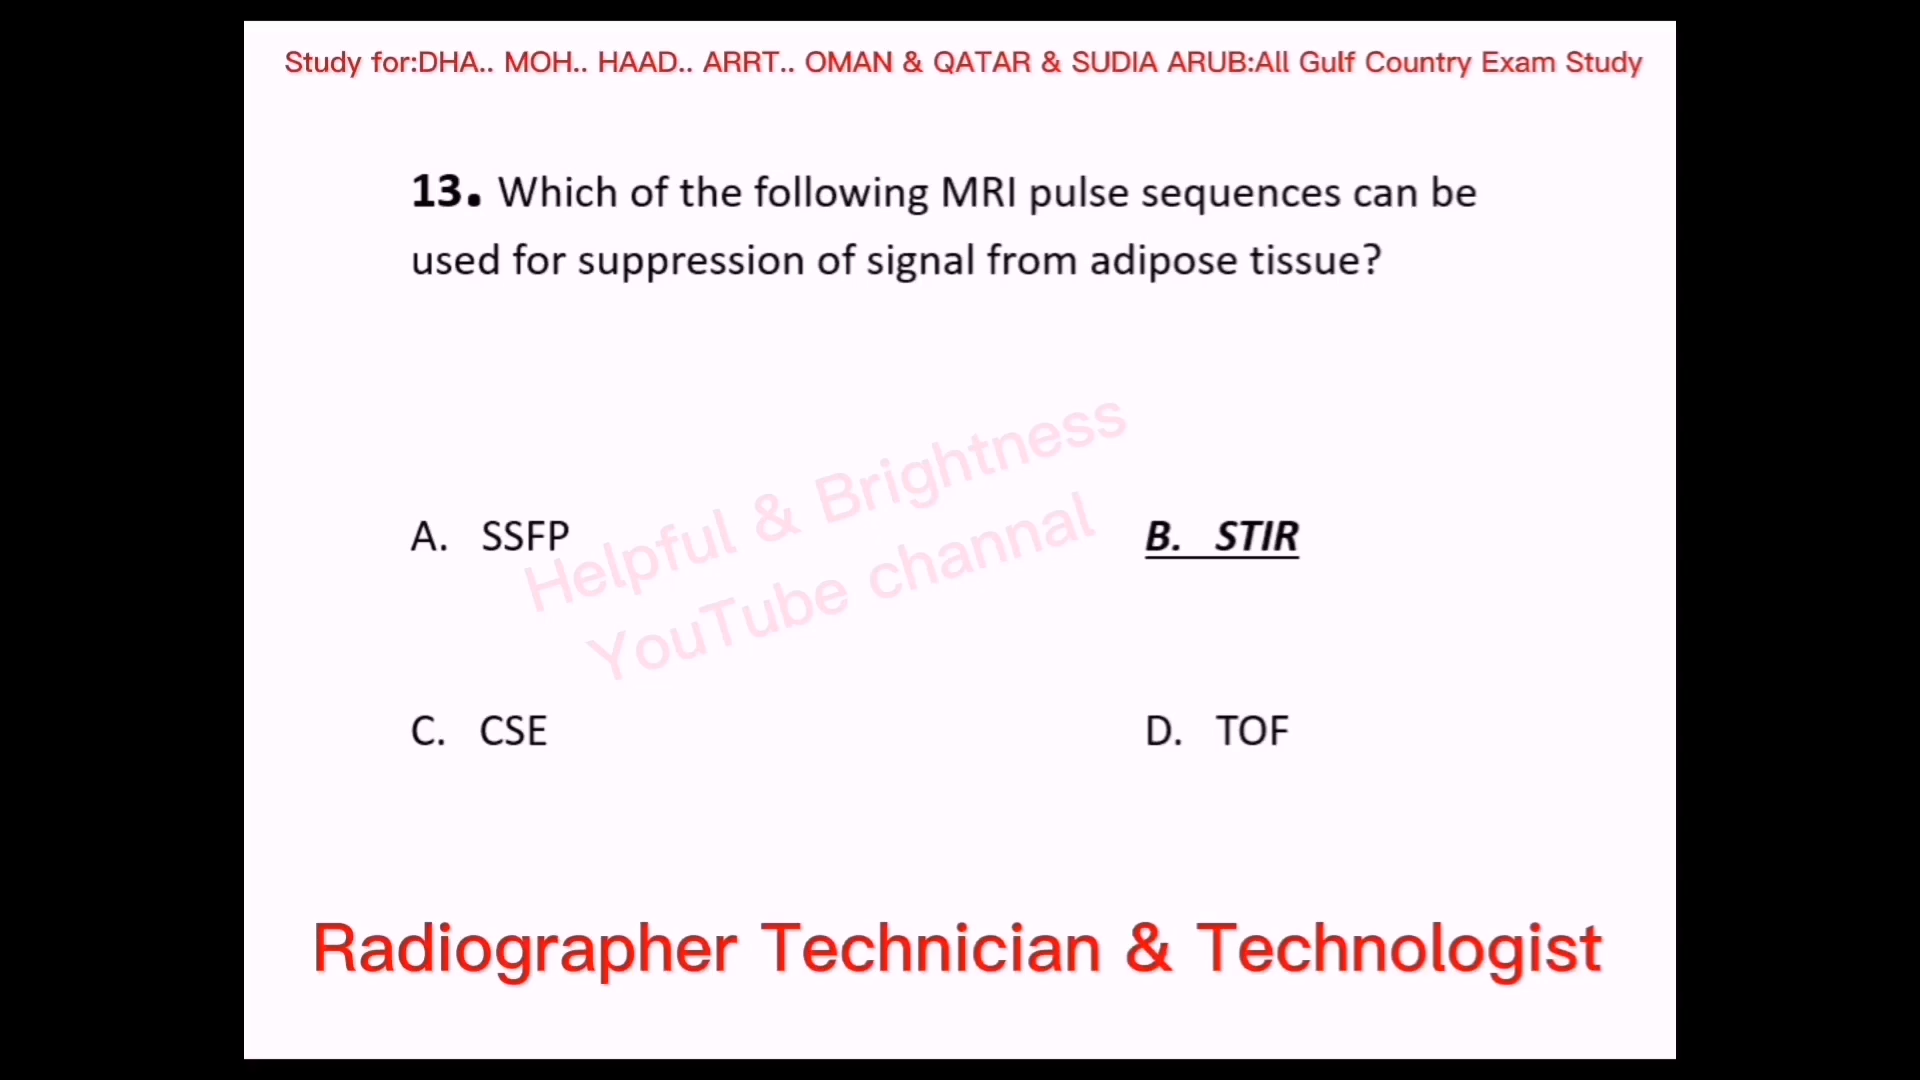 Study for:DHA.. MOH.. HAAD.. ARRT.. OMAN & QATAR & SUDIA ARUB:All Gulf Country Exam Study
13. Which of the following MRI pulse sequences can be
used for suppression of signal from adipose tissue?
Helpful & Brightness
YouTube channal
A. SSFP
B. STIR
C. CSE
D. TOF
Radiographer Technician & Technologist